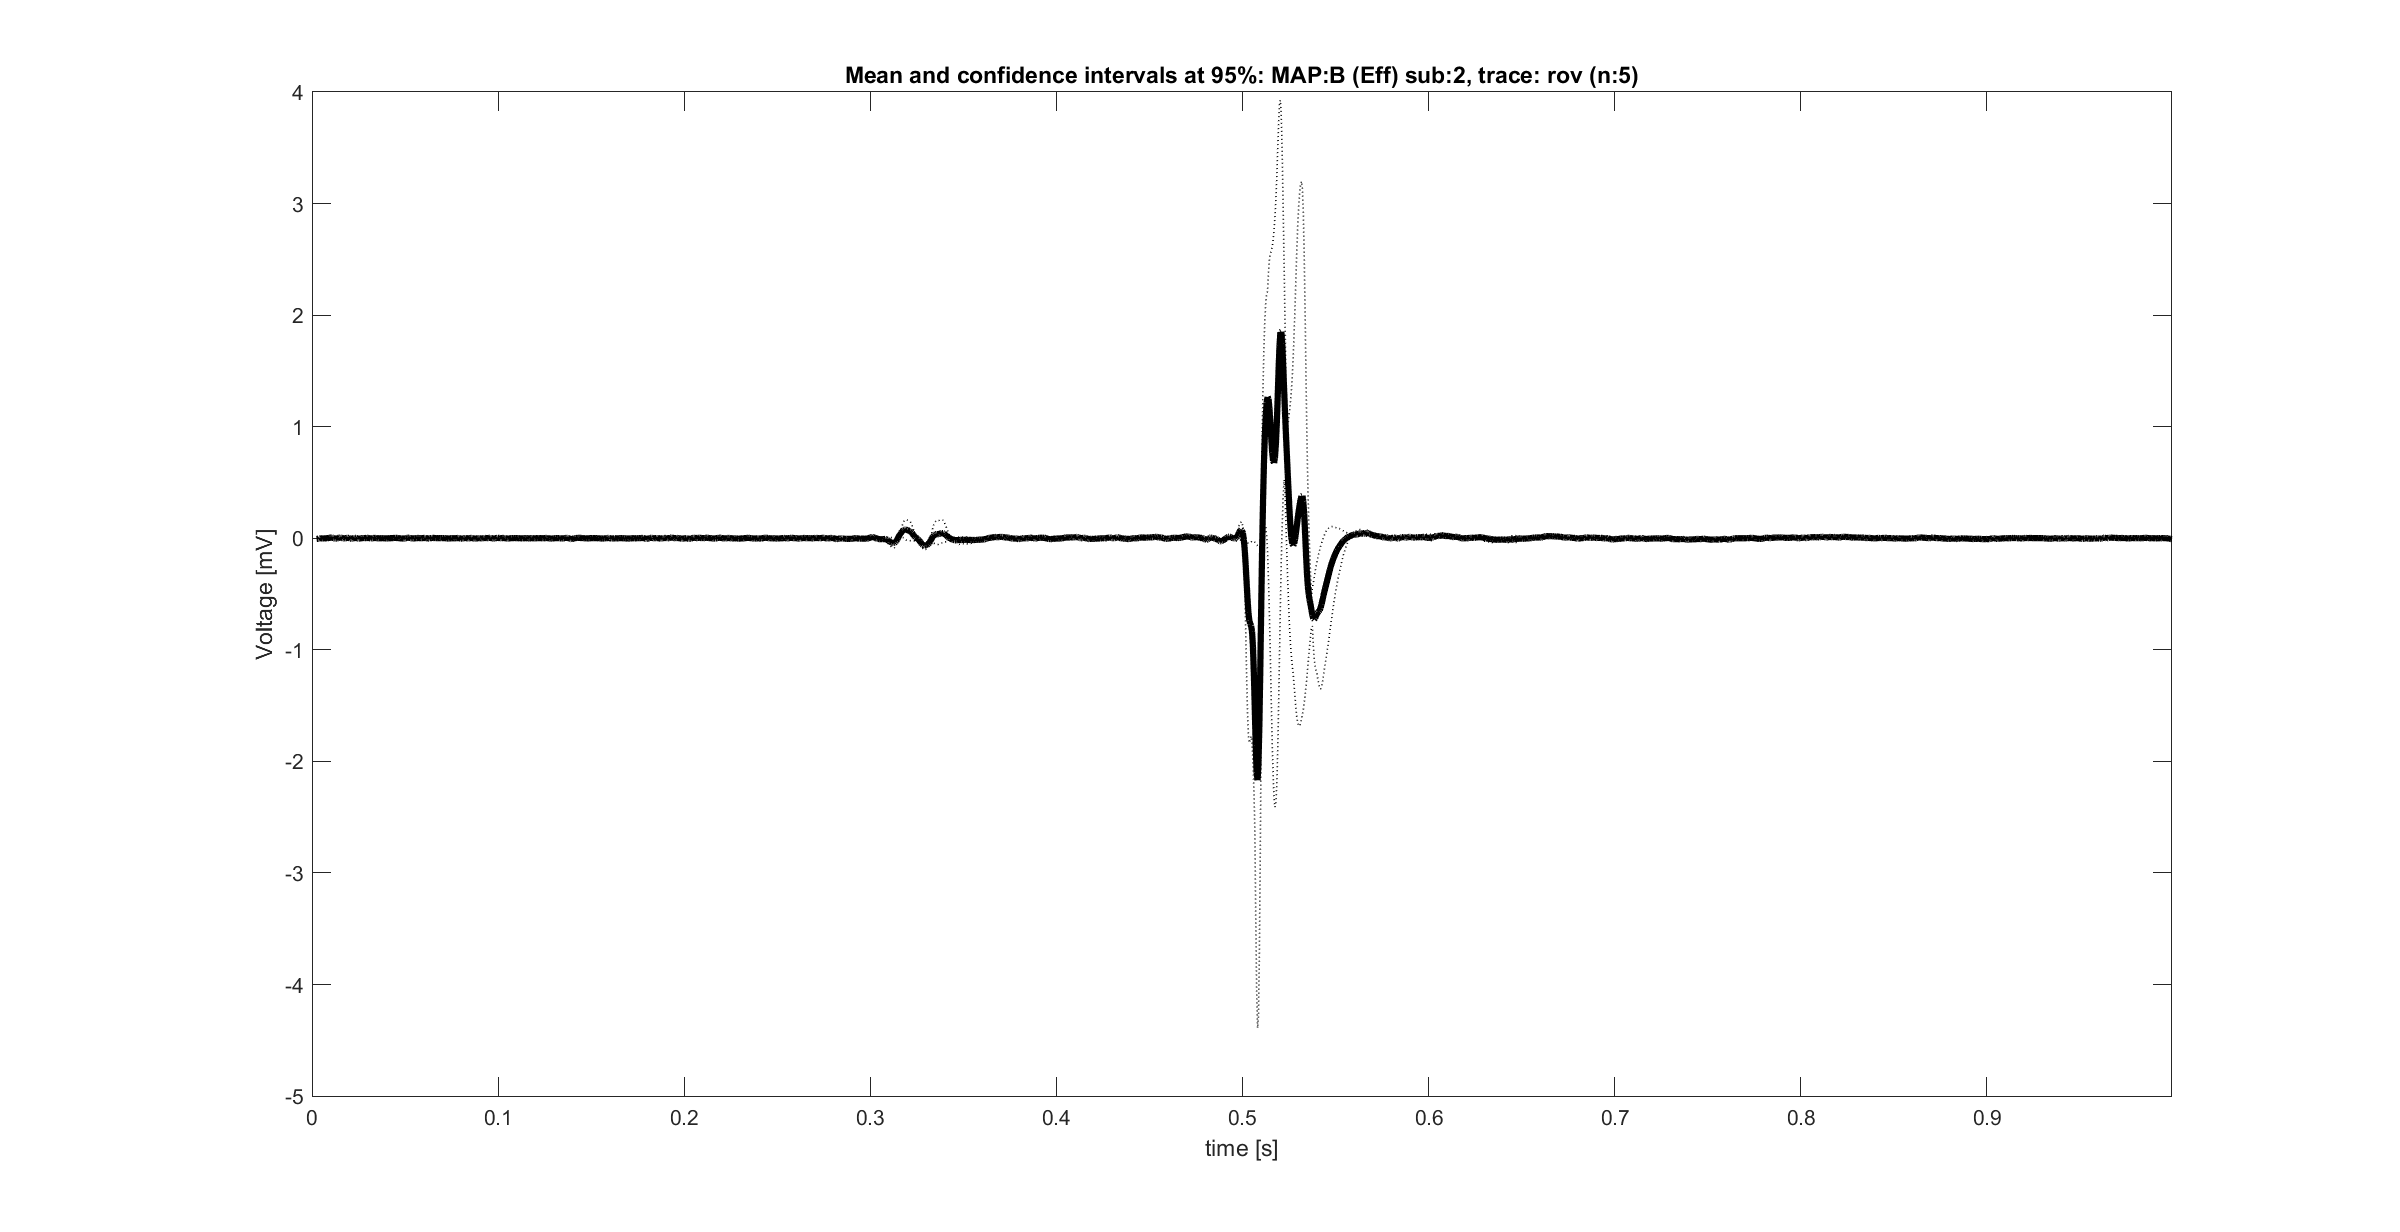 Mean and confidence intervals at 95%: MAP:B (Eff) sub:2, trace: rov (n:5)
4
3
2
1
0
-1
-2
-3
-4
-5
Voltage [mV]
0 0.1 0.2 0.3 0.4 0.5 0.6 0.7 0.8 0.9
time [s]